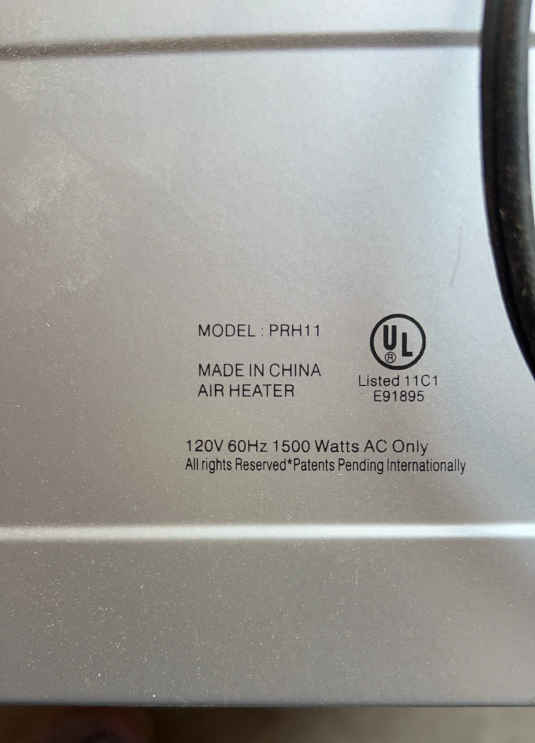 MODEL : PRH11
UL
®
MADE IN CHINA
AIR HEATER
Listed 11C1
E91895
120V 60Hz 1500 Watts AC Only
All rights Reserved*Patents Pending Internationally